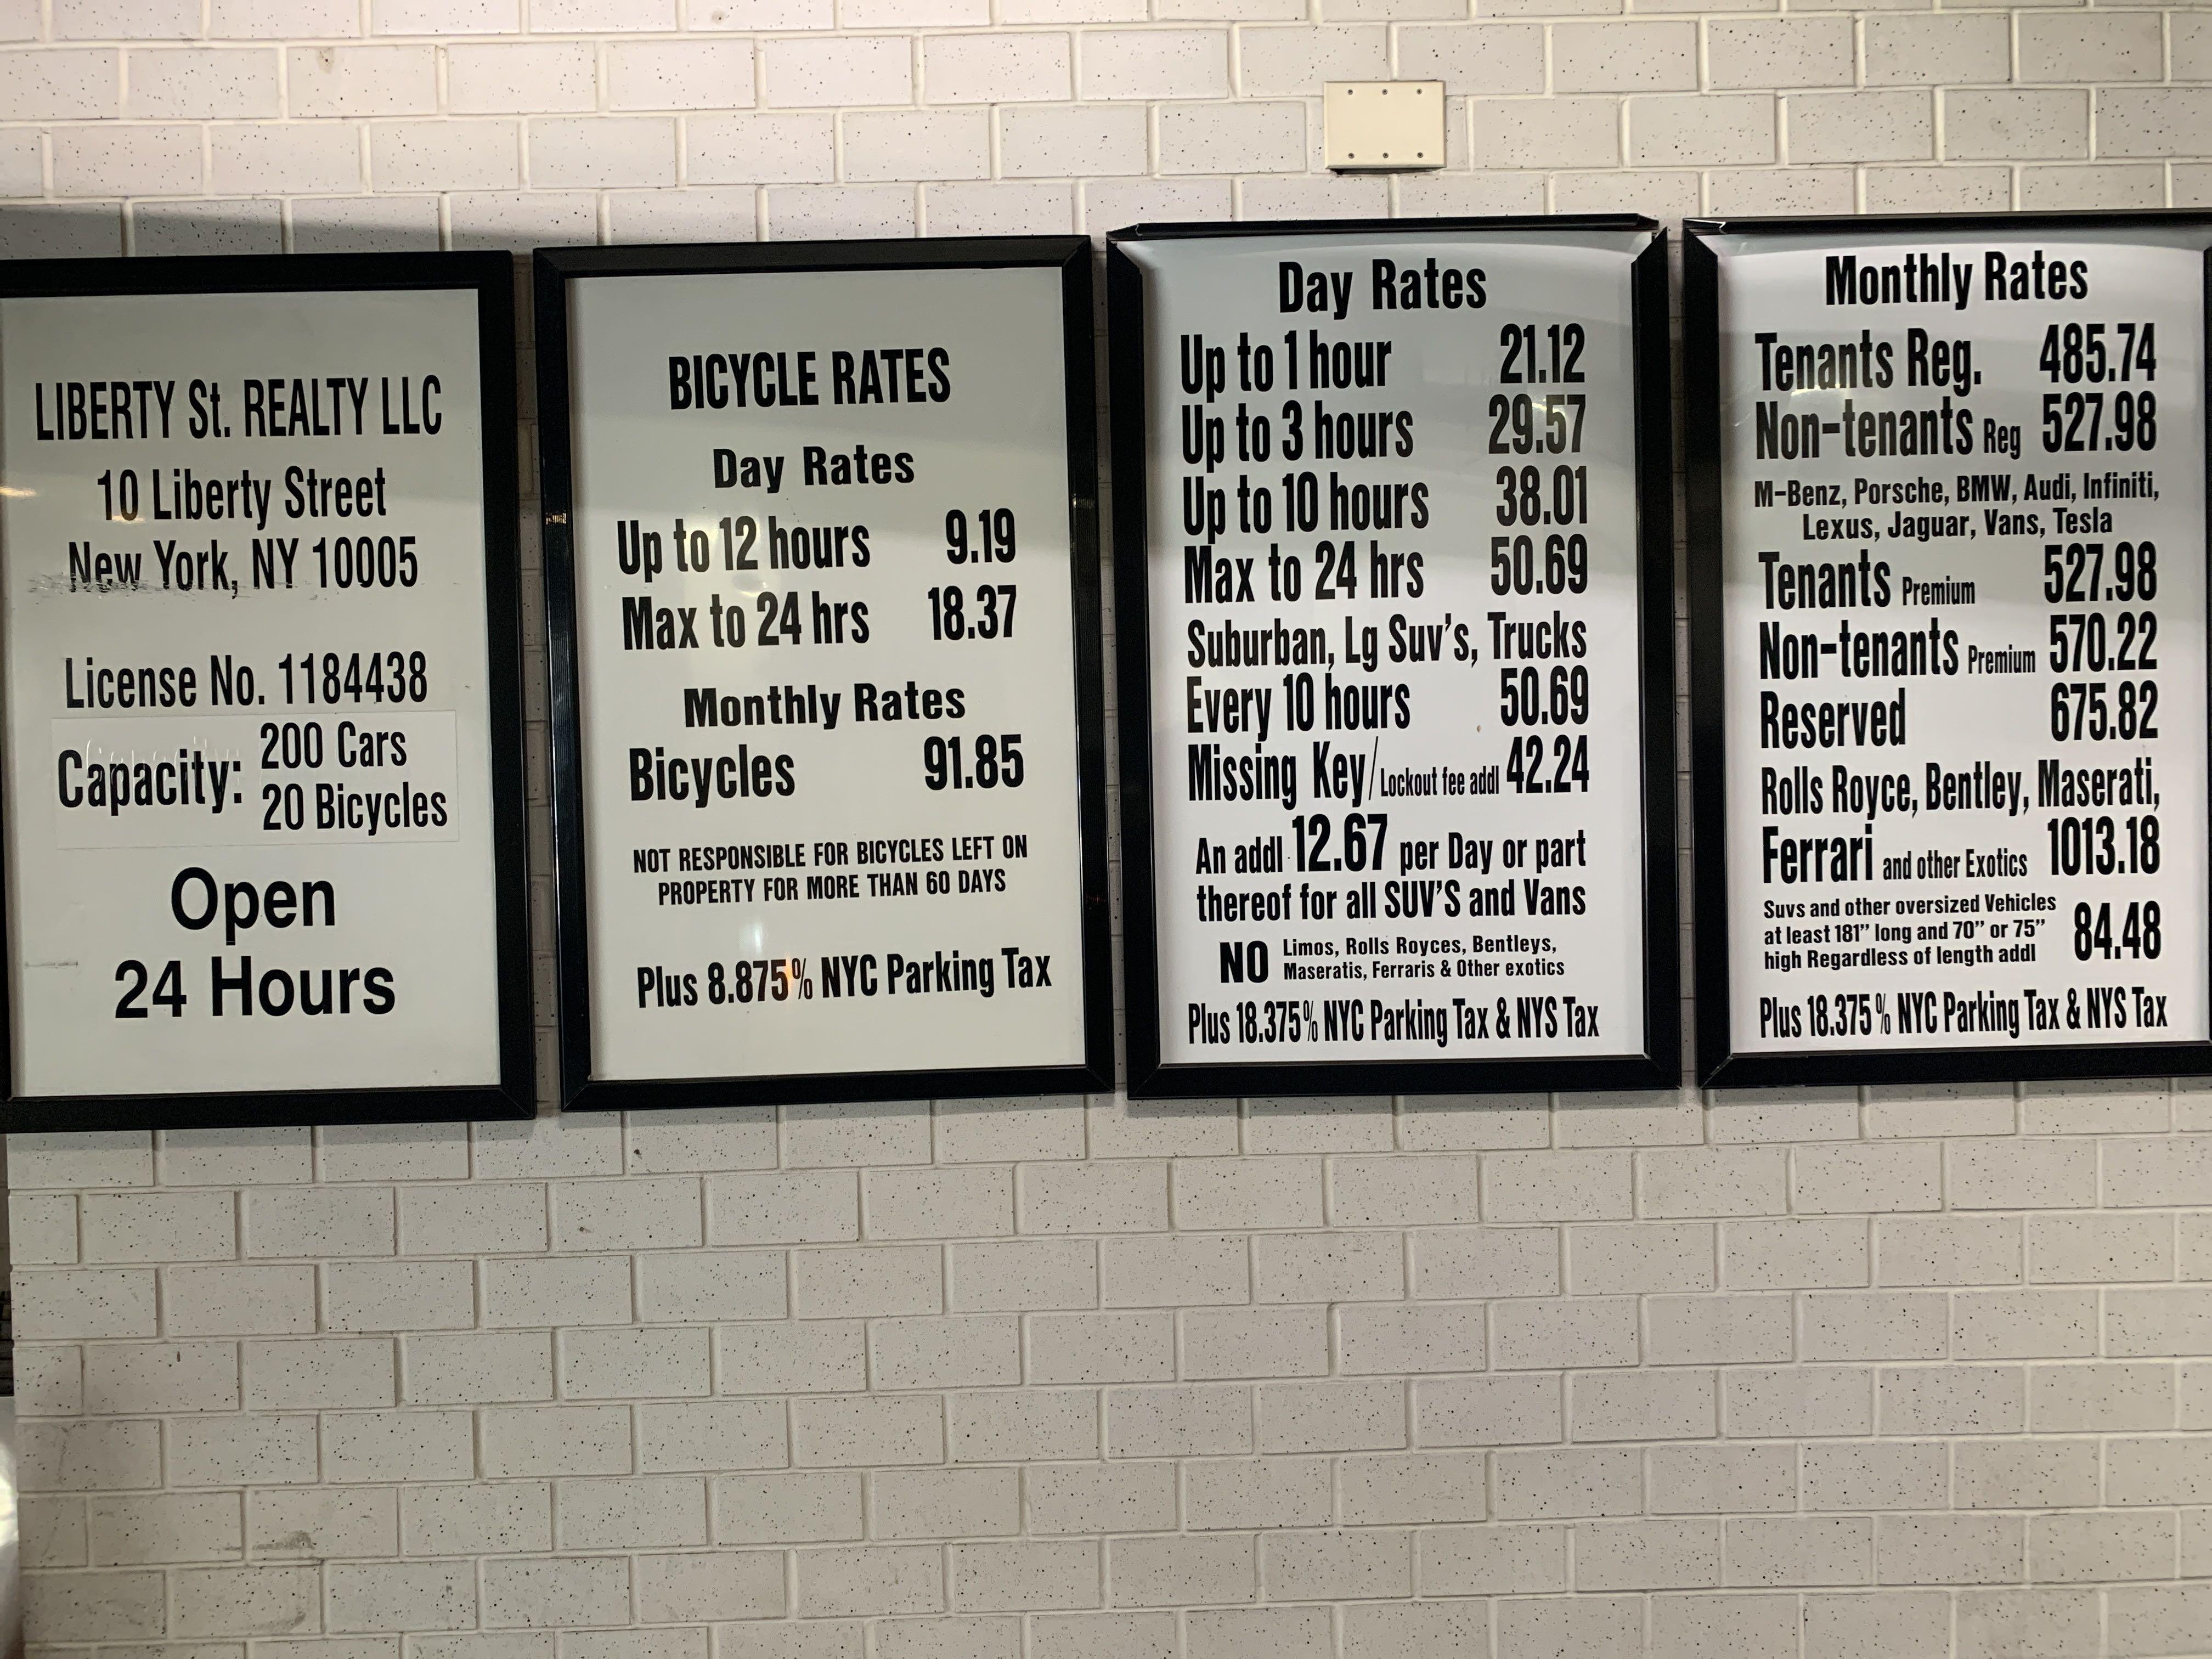 LIBERTY St. REALTY LLC
10 Liberty Street
New York, NY 10005
License No. 1184438
Capacity: 200 Cars
20 Bicycles
Open
24 Hours
BICYCLE RATES
Day Rates
Up to 12 hours 9.19
Max to 24 hrs 18.37
Monthly Rates
Bicycles 91.85
NOT RESPONSIBLE FOR BICYCLES LEFT ON
PROPERTY FOR MORE THAN 60 DAYS
Plus 8.875% NYC Parking Tax
Day Rates
Up to 1 hour 21.12
Up to 3 hours 29.57
Up to 10 hours 38.01
Max to 24 hrs 50.69
Suburban, Lg Suv's, Trucks
Every 10 hours 50.69
Missing Key/Lockout fee addl 42.24
An addl 12.67 per Day or part
thereof for all SUV'S and Vans
NO Limos, Rolls Royces, Bentleys,
Maseratis, Ferraris & Other exotics
Plus 18.375% NYC Parking Tax & NYS Tax
Monthly Rates
Tenants Reg. 485.74
Non-tenants Reg 527.98
M-Benz, Porsche, BMW, Audi, Infiniti,
Lexus, Jaguar, Vans, Tesla
Tenants Premium 527.98
Non-tenants Premium 570.22
Reserved 675.82
Rolls Royce, Bentley, Maserati,
Ferrari and other Exotics 1013.18
Suvs and other oversized Vehicles
at least 181" long and 70" or 75" 84.48
high Regardless of length addl
Plus 18.375% NYC Parking Tax & NYS Tax